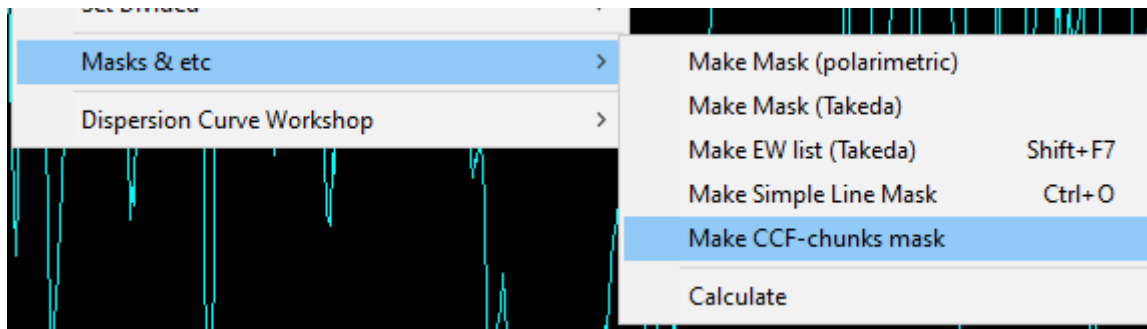 Masks & etc
Dispersion Curve Workshop
Make Mask (polarimetric)
Make Mask (Takeda)
Make EW list (Takeda) Shift+F7
Make Simple Line Mask Ctrl+O
Make CCF-chunks mask
Calculate